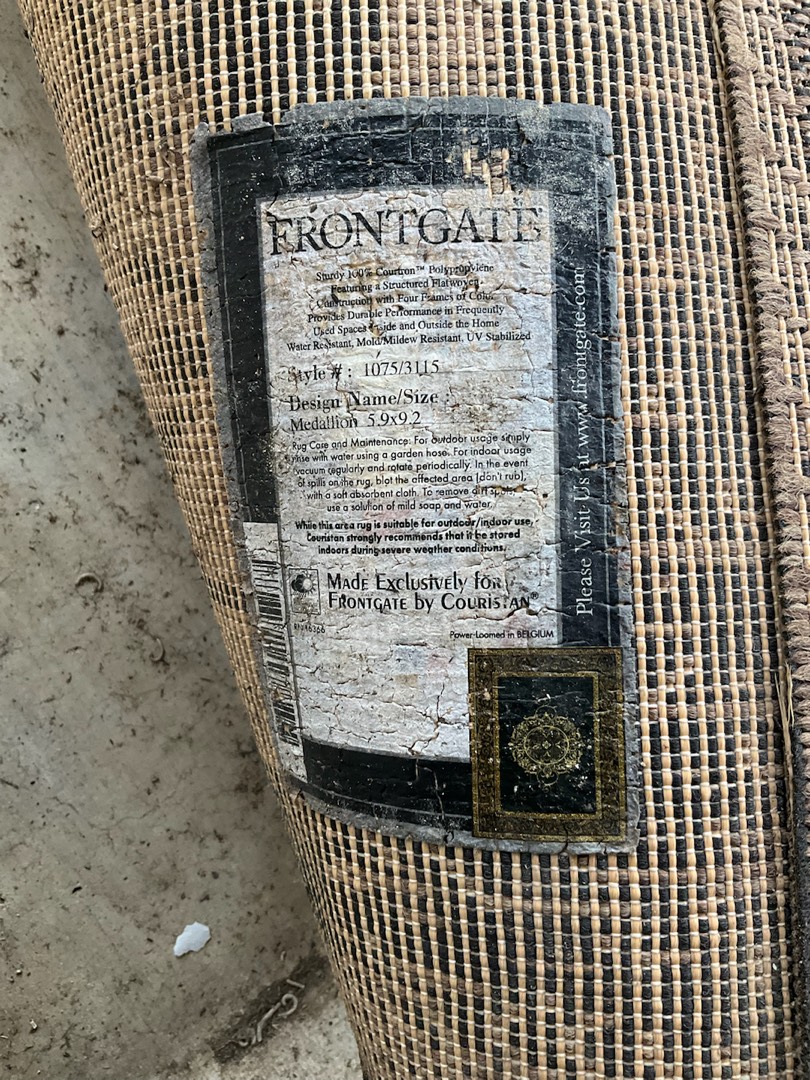 FRONTGATE
Sturdy 100% Courtron™ Polypropylene
Featuring a Structured Flatwoven
Construction with Four Frames of Color
Provides Durable Performance in Frequently
Used Spaces Inside and Outside the Home
Water Resistant, Mold/Mildew Resistant, UV Stabilized
Style # : 1075/3115
Design Name/Size :
Medallion 5.9x9.2
Rug Care and Maintenance: For outdoor usage simply
rinse with water using a garden hose. For indoor usage
vacuum regularly and rotate periodically. In the event
of spills on the rug, blot the affected area [don't rub],
with a soft absorbent cloth. To remove dirt spots,
use a solution of mild soap and water.
While this area rug is suitable for outdoor/indoor use,
Couristan strongly recommends that it be stored
indoors during severe weather conditions.
MADE EXCLUSIVELY FOR
FRONTGATE BY COURISTAN®
Power-Loomed in BELGIUM
Please Visit Us at www.frontgate.com